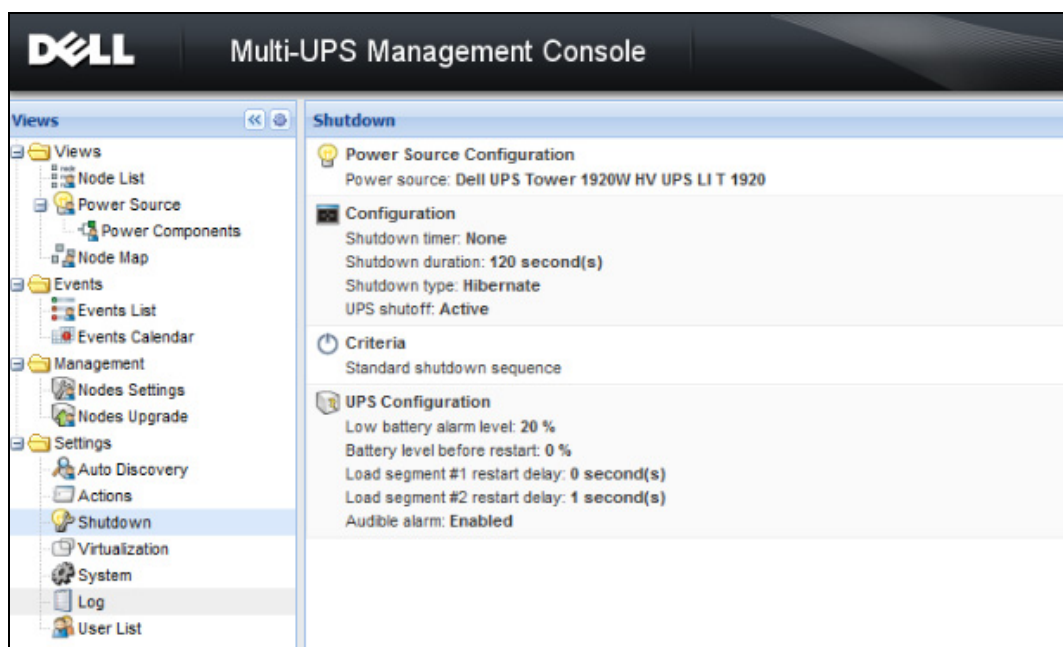 DELL
Multi-UPS Management Console
Views
Views
Node List
Power Source
Power Components
Node Map
Events
Events List
Events Calendar
Management
Nodes Settings
Nodes Upgrade
Settings
Auto Discovery
Actions
Shutdown
Virtualization
System
Log
User List
Shutdown
Power Source Configuration
Power source: Dell UPS Tower 1920W HV UPS LI T 1920
Configuration
Shutdown timer: None
Shutdown duration: 120 second(s)
Shutdown type: Hibernate
UPS shutoff: Active
Criteria
Standard shutdown sequence
UPS Configuration
Low battery alarm level: 20 %
Battery level before restart: 0 %
Load segment #1 restart delay: 0 second(s)
Load segment #2 restart delay: 1 second(s)
Audible alarm: Enabled